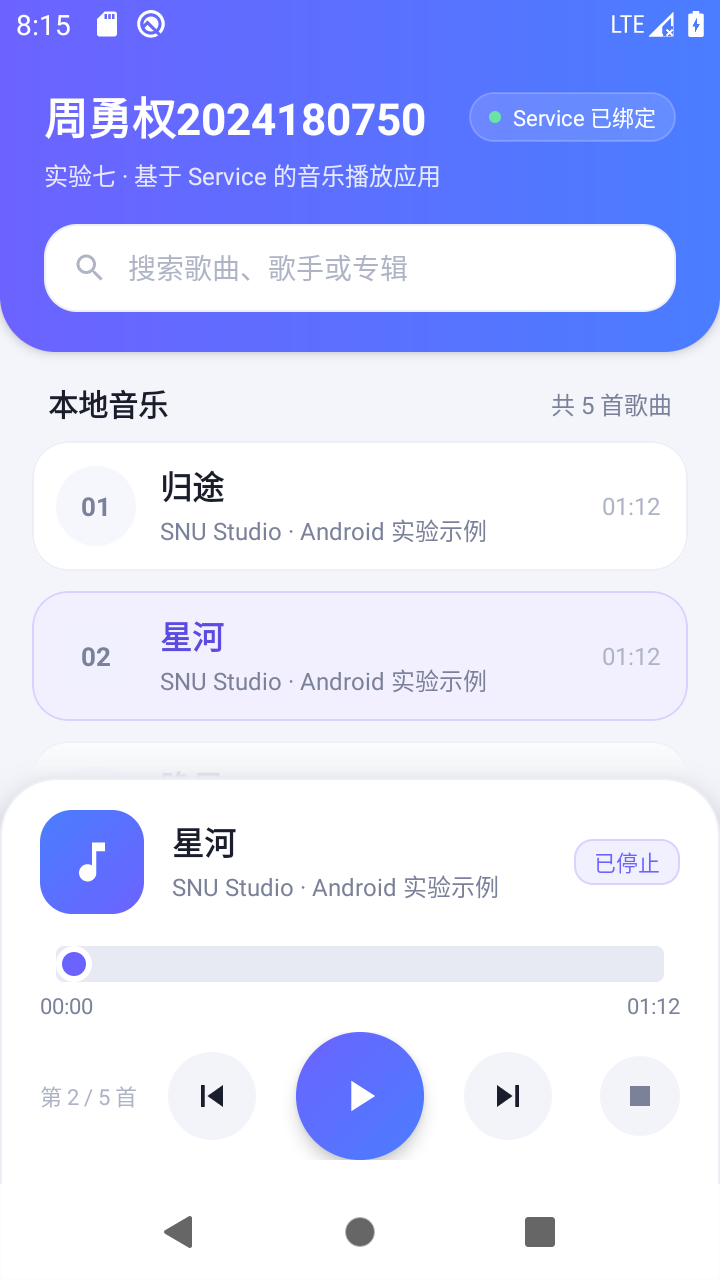 8:15
LTE
周勇权2024180750
Service 已绑定
实验七 · 基于 Service 的音乐播放应用
搜索歌曲、歌手或专辑
本地音乐
共 5 首歌曲
01
归途
SNU Studio · Android 实验示例
01:12
02
星河
SNU Studio · Android 实验示例
01:12
星河
SNU Studio · Android 实验示例
已停止
00:00
01:12
第 2 / 5 首